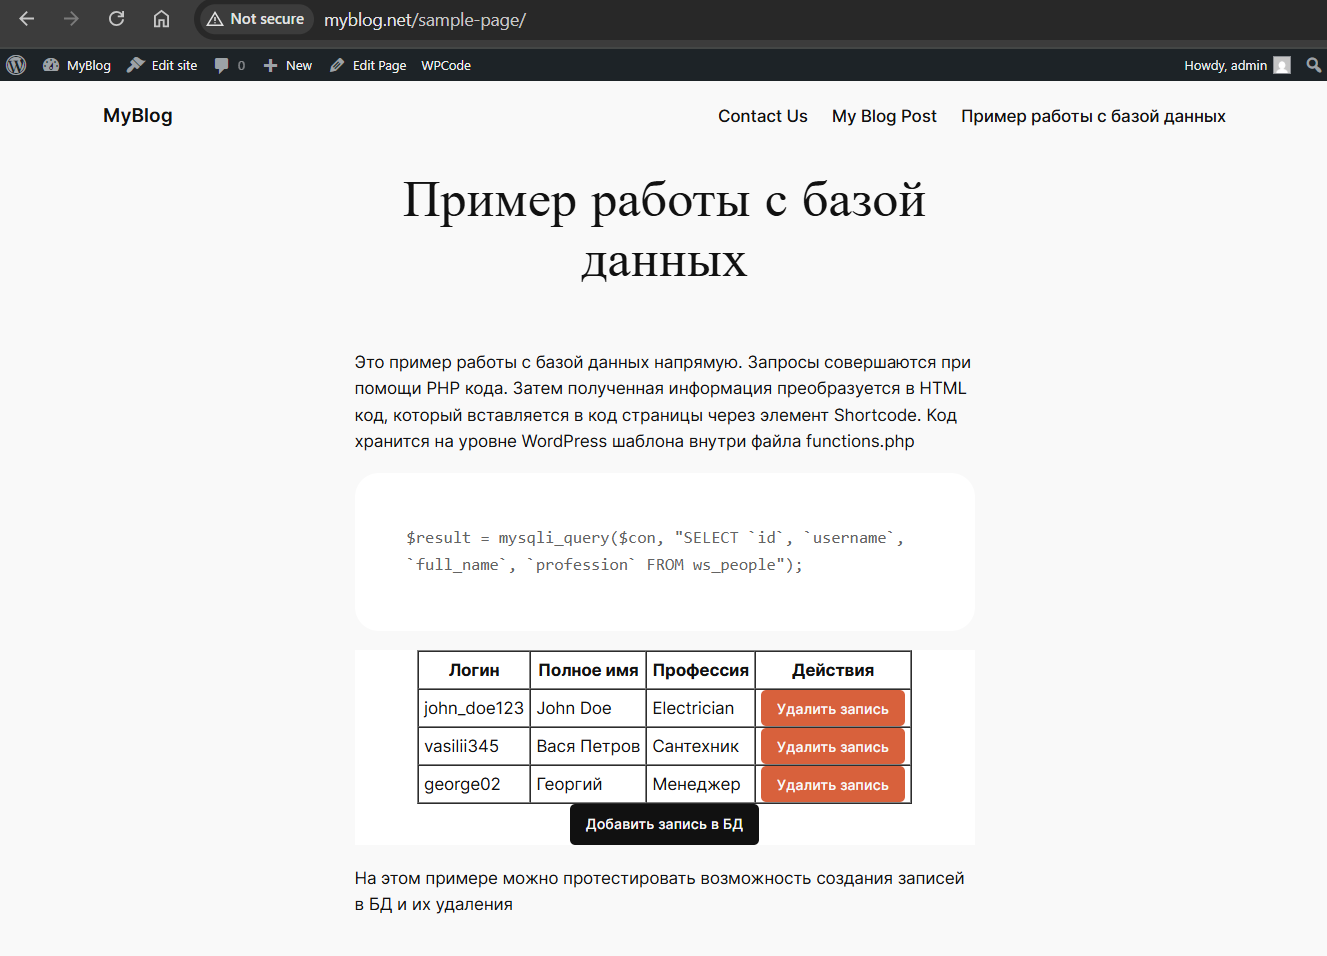 Not secure myblog.net/sample-page/
MyBlog Edit site 0 New Edit Page WPCode Howdy, admin
MyBlog Contact Us My Blog Post Пример работы с базой данных
Пример работы с базой
данных
Это пример работы с базой данных напрямую. Запросы совершаются при
помощи PHP кода. Затем полученная информация преобразуется в HTML
код, который вставляется в код страницы через элемент Shortcode. Код
хранится на уровне WordPress шаблона внутри файла functions.php
$result = mysqli_query($con, "SELECT `id`, `username`,
`full_name`, `profession` FROM ws_people");
Логин Полное имя Профессия Действия
john_doe123 John Doe Electrician Удалить запись
vasilii345 Вася Петров Сантехник Удалить запись
george02 Георгий Менеджер Удалить запись
Добавить запись в БД
На этом примере можно протестировать возможность создания записей
в БД и их удаления